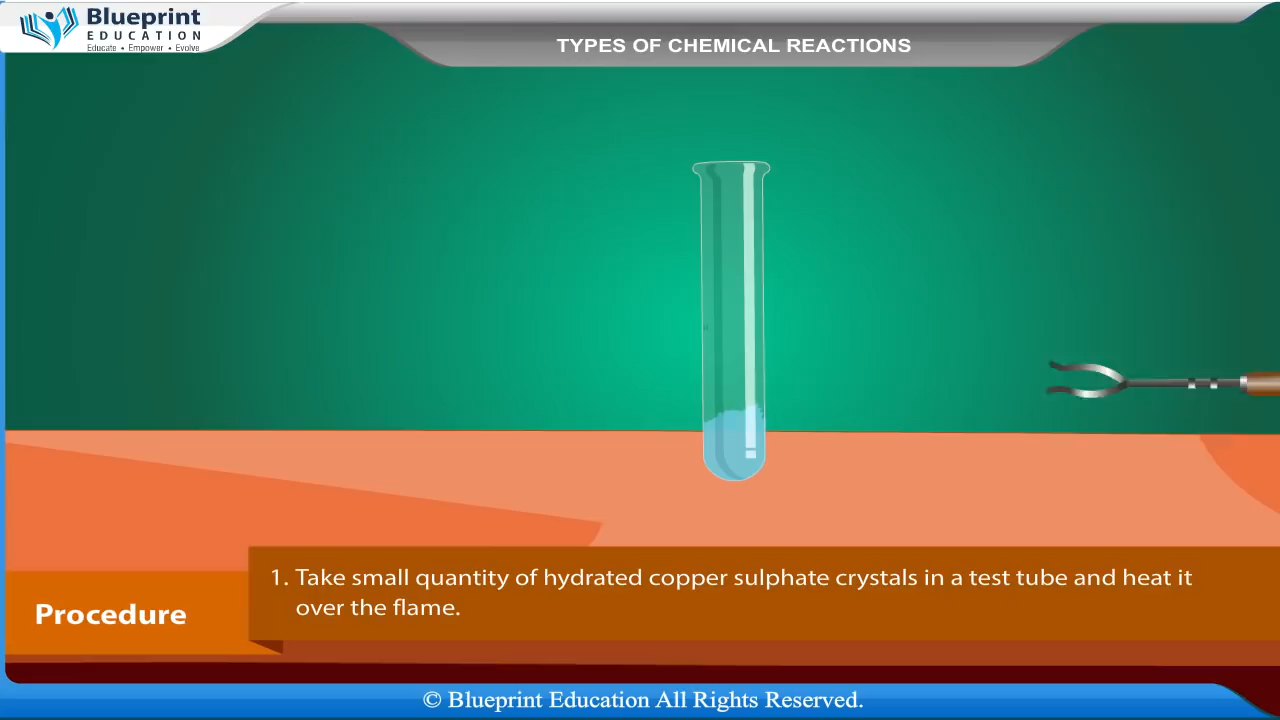 Blueprint
EDUCATION
Educate • Empower • Evolve
TYPES OF CHEMICAL REACTIONS
1. Take small quantity of hydrated copper sulphate crystals in a test tube and heat it
over the flame.
Procedure
© Blueprint Education All Rights Reserved.